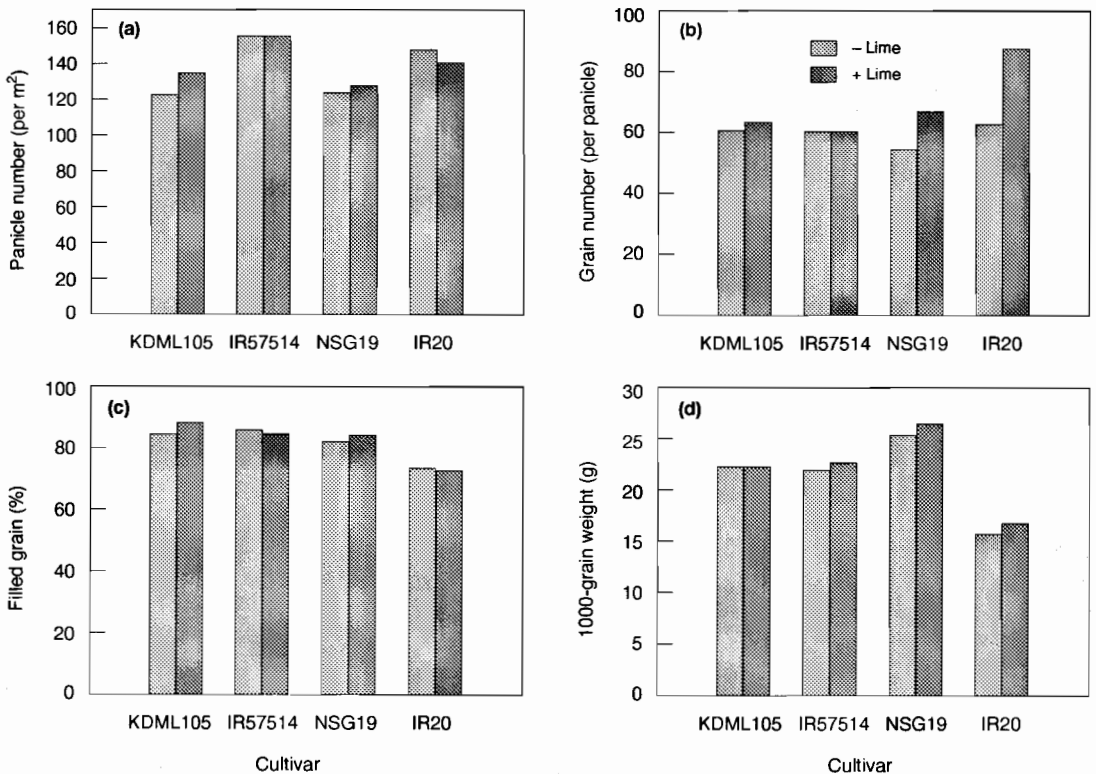 (a)
Panicle number (per m²)
160
140
120
100
80
60
40
20
0
KDML105 IR57514 NSG19 IR20
(b)
– Lime
+ Lime
Grain number (per panicle)
100
80
60
40
20
0
KDML105 IR57514 NSG19 IR20
(c)
Filled grain (%)
100
80
60
40
20
0
KDML105 IR57514 NSG19 IR20
Cultivar
(d)
1000-grain weight (g)
30
25
20
15
10
5
0
KDML105 IR57514 NSG19 IR20
Cultivar